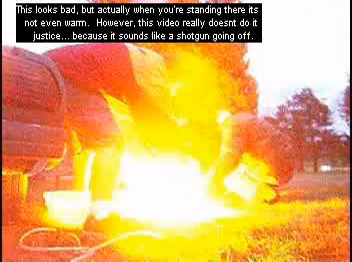 This looks bad, but actually when you're standing there its
not even warm.  However, this video really doesnt do it
justice... because it sounds like a shotgun going off.